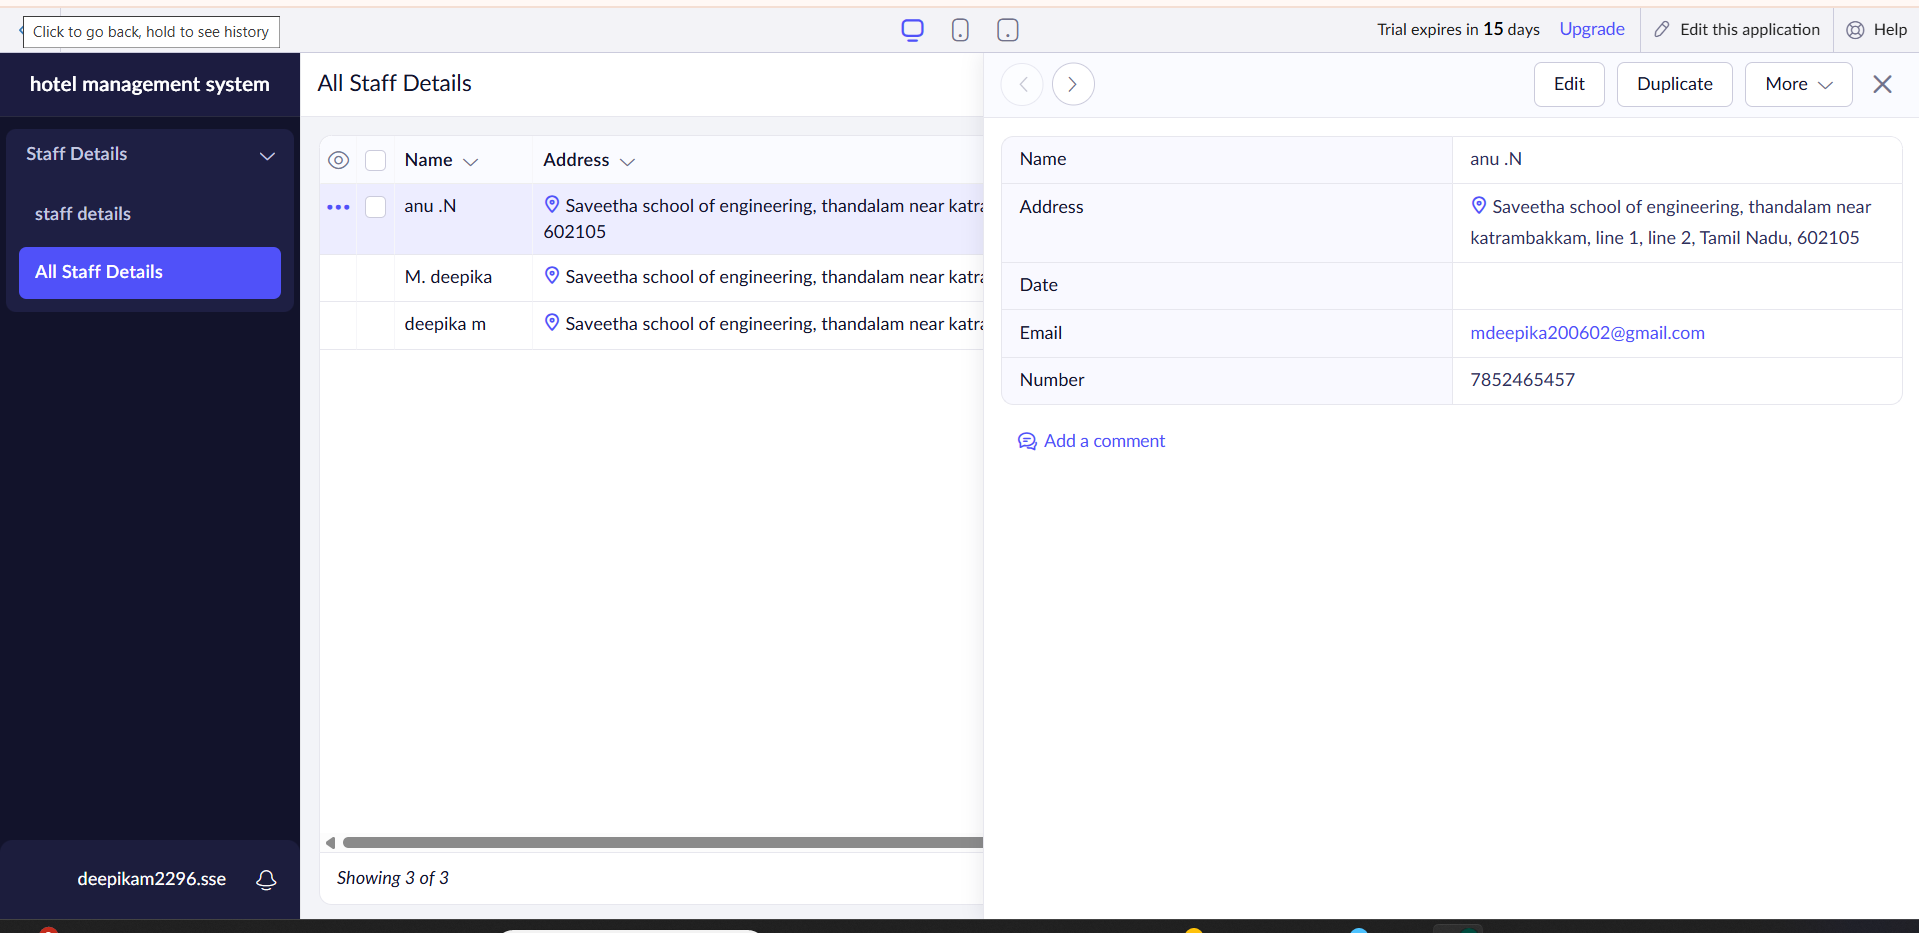 Click to go back, hold to see history
Trial expires in 15 days Upgrade
Edit this application
Help
hotel management system
Staff Details
staff details
All Staff Details
deepikam2296.sse
All Staff Details
Name Address
anu .N Saveetha school of engineering, thandalam near
602105
M. deepika Saveetha school of engineering, thandalam near
deepika m Saveetha school of engineering, thandalam near
Showing 3 of 3
Edit Duplicate More
Name anu .N
Address Saveetha school of engineering, thandalam near
katrambakkam, line 1, line 2, Tamil Nadu, 602105
Date
Email mdeepika200602@gmail.com
Number 7852465457
Add a comment